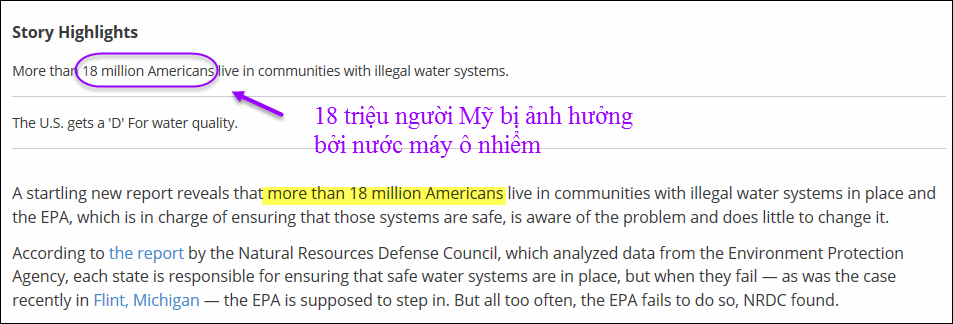 Story Highlights
More than 18 million Americans live in communities with illegal water systems.
The U.S. gets a 'D' For water quality.
18 triệu người Mỹ bị ảnh hưởng
bởi nước máy ô nhiễm
A startling new report reveals that more than 18 million Americans live in communities with illegal water systems in place and
the EPA, which is in charge of ensuring that those systems are safe, is aware of the problem and does little to change it.
According to the report by the Natural Resources Defense Council, which analyzed data from the Environment Protection
Agency, each state is responsible for ensuring that safe water systems are in place, but when they fail — as was the case
recently in Flint, Michigan — the EPA is supposed to step in. But all too often, the EPA fails to do so, NRDC found.